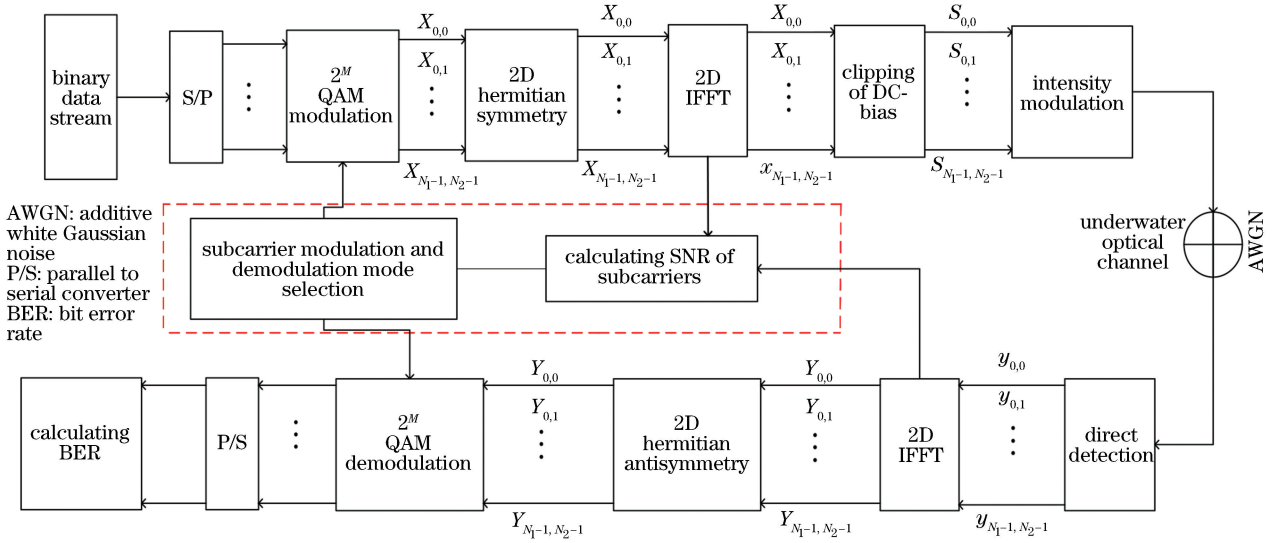 binary
data
stream
S/P
2^M
QAM
modulation
X_{0,0}
X_{0,1}
X_{N_1-1, N_2-1}
2D
hermitian
symmetry
X_{0,0}
X_{0,1}
X_{N_1-1, N_2-1}
2D
IFFT
X_{0,0}
X_{0,1}
x_{N_1-1, N_2-1}
clipping
of DC-
bias
S_{0,0}
S_{0,1}
S_{N_1-1, N_2-1}
intensity
modulation
AWGN: additive
white Gaussian
noise
P/S: parallel to
serial converter
BER: bit error
rate
subcarrier modulation and
demodulation mode
selection
calculating SNR of
subcarriers
underwater
optical
channel
AWGN
calculating
BER
P/S
2^M
QAM
demodulation
Y_{0,0}
Y_{0,1}
Y_{N_1-1, N_2-1}
2D
hermitian
antisymmetry
Y_{0,0}
Y_{0,1}
Y_{N_1-1, N_2-1}
2D
IFFT
y_{0,0}
y_{0,1}
y_{N_1-1, N_2-1}
direct
detection